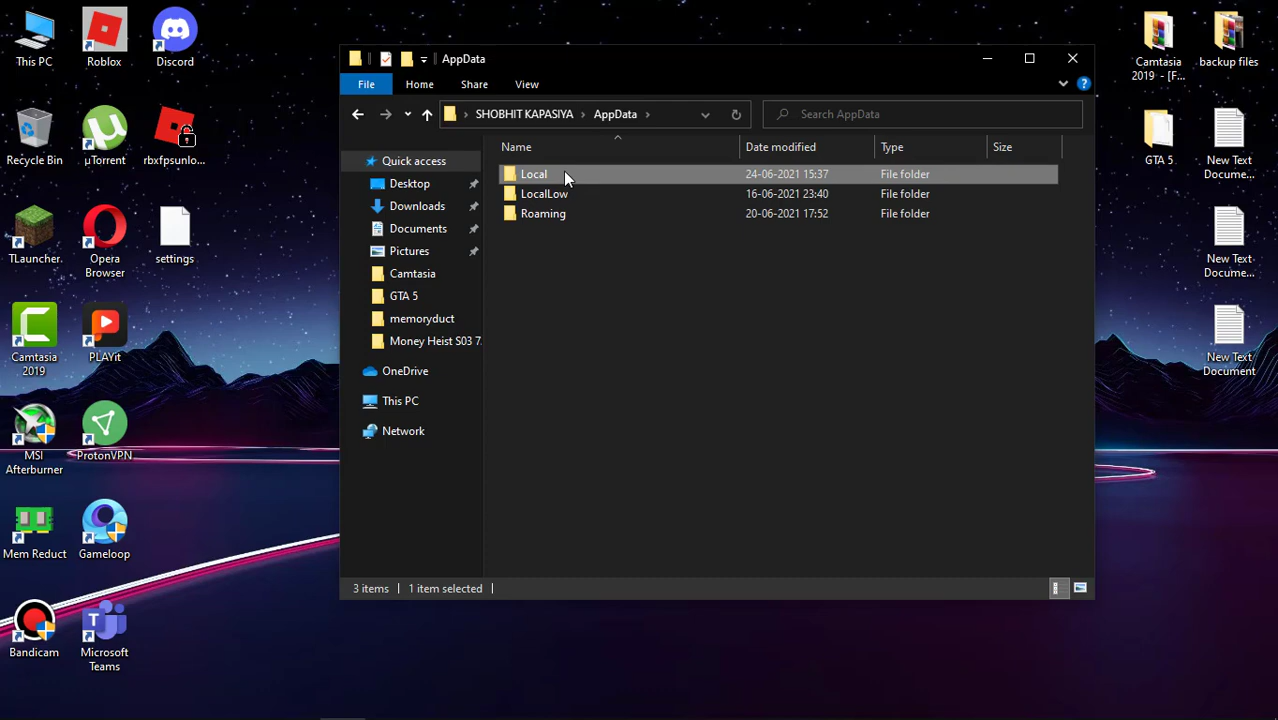 This PC
Roblox
Discord
Recycle Bin
µTorrent
rbxfpsunlo...
TLauncher.
Opera
Browser
settings
Camtasia
2019
PLAYit
MSI
Afterburner
ProtonVPN
Mem Reduct
Gameloop
Bandicam
Microsoft
Teams
AppData
File
Home
Share
View
SHOBHIT KAPASIYA
AppData
Search AppData
Quick access
Desktop
Downloads
Documents
Pictures
Camtasia
GTA 5
memoryduct
Money Heist S03 7.
OneDrive
This PC
Network
Name Date modified Type Size
Local 24-06-2021 15:37 File folder
LocalLow 16-06-2021 23:40 File folder
Roaming 20-06-2021 17:52 File folder
3 items 1 item selected
Camtasia
2019 - [F...
backup files
GTA 5
New Text
Docume...
New Text
Docume...
New Text
Document